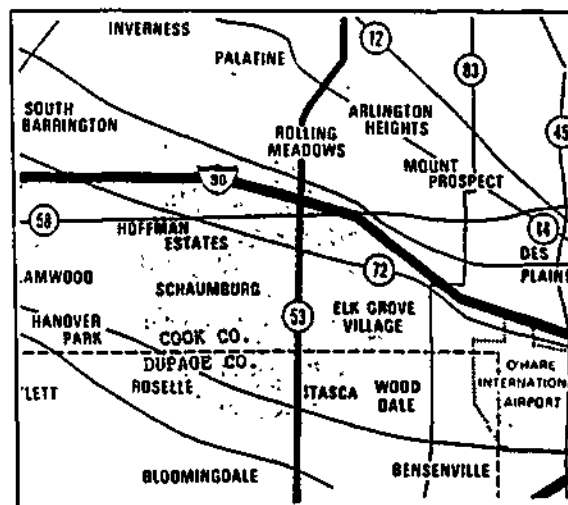 INVERNESS
PALATINE
12
83
SOUTH
BARRINGTON
ARLINGTON
HEIGHTS
45
ROLLING
MEADOWS
MOUNT
PROSPECT
90
58
HOFFMAN
ESTATES
14
DES
PLAIN
72
AMWOOD
SCHAUMBURG
ELK GROVE
VILLAGE
53
HANOVER
PARK
COOK CO.
DUPAGE CO.
ROSELLE
LETT
ITASCA
WOOD
DALE
O'HARE
INTERNATION
AIRPORT
BLOOMINGDALE
BENSENVILLE